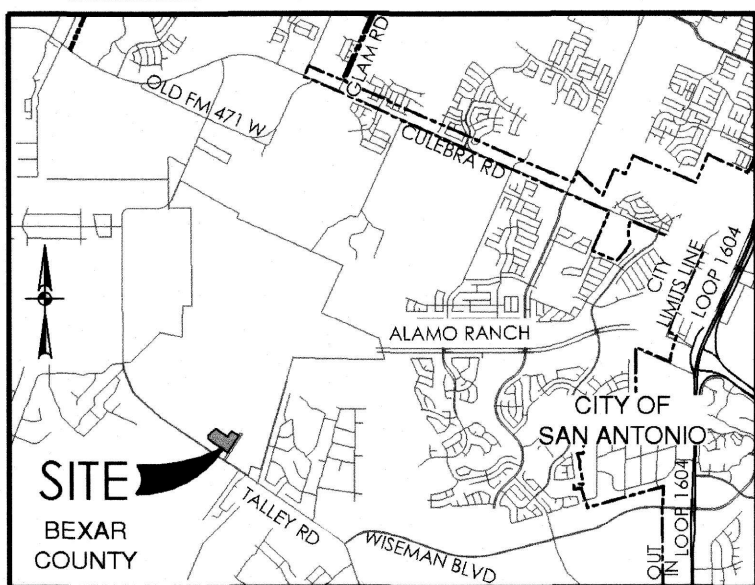 GLAM RD
OLD FM 471 W
CULEBRA RD
CITY
LIMITS LINE
LOOP 1604
ALAMO RANCH
CITY OF
SAN ANTONIO
SITE
BEXAR
COUNTY
TALLEY RD
WISEMAN BLVD
OUT
IN LOOP 1604